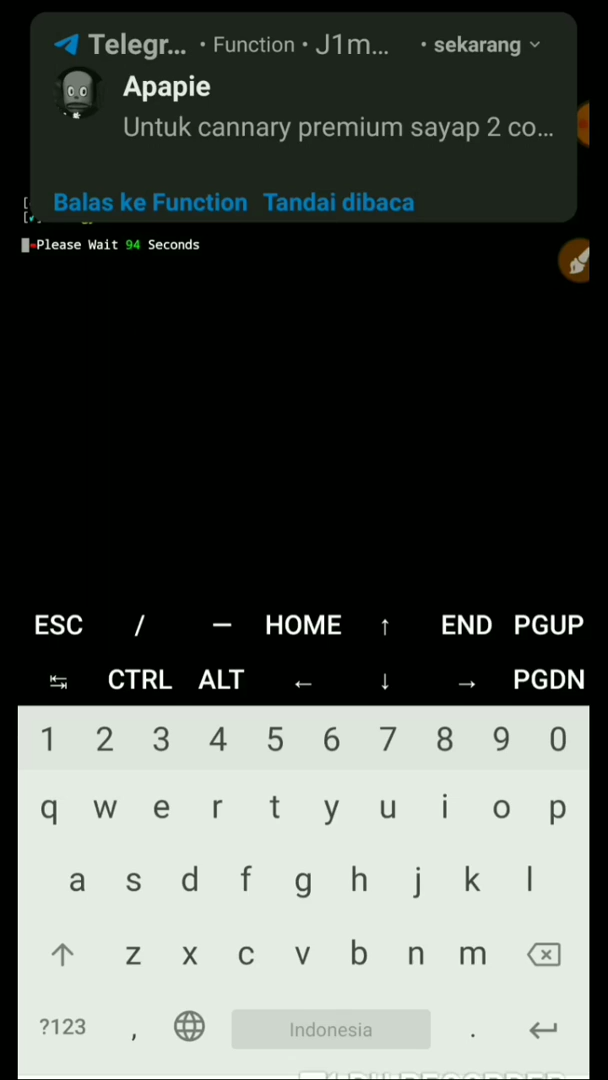 Telegr... • Function • J1m... • sekarang
Apapie
Untuk cannary premium sayap 2 co...
Balas ke Function Tandai dibaca
Please Wait 94 Seconds
ESC / — HOME ↑ END PGUP
↹ CTRL ALT ← ↓ → PGDN
1 2 3 4 5 6 7 8 9 0
q w e r t y u i o p
a s d f g h j k l
z x c v b n m
?123 , Indonesia .